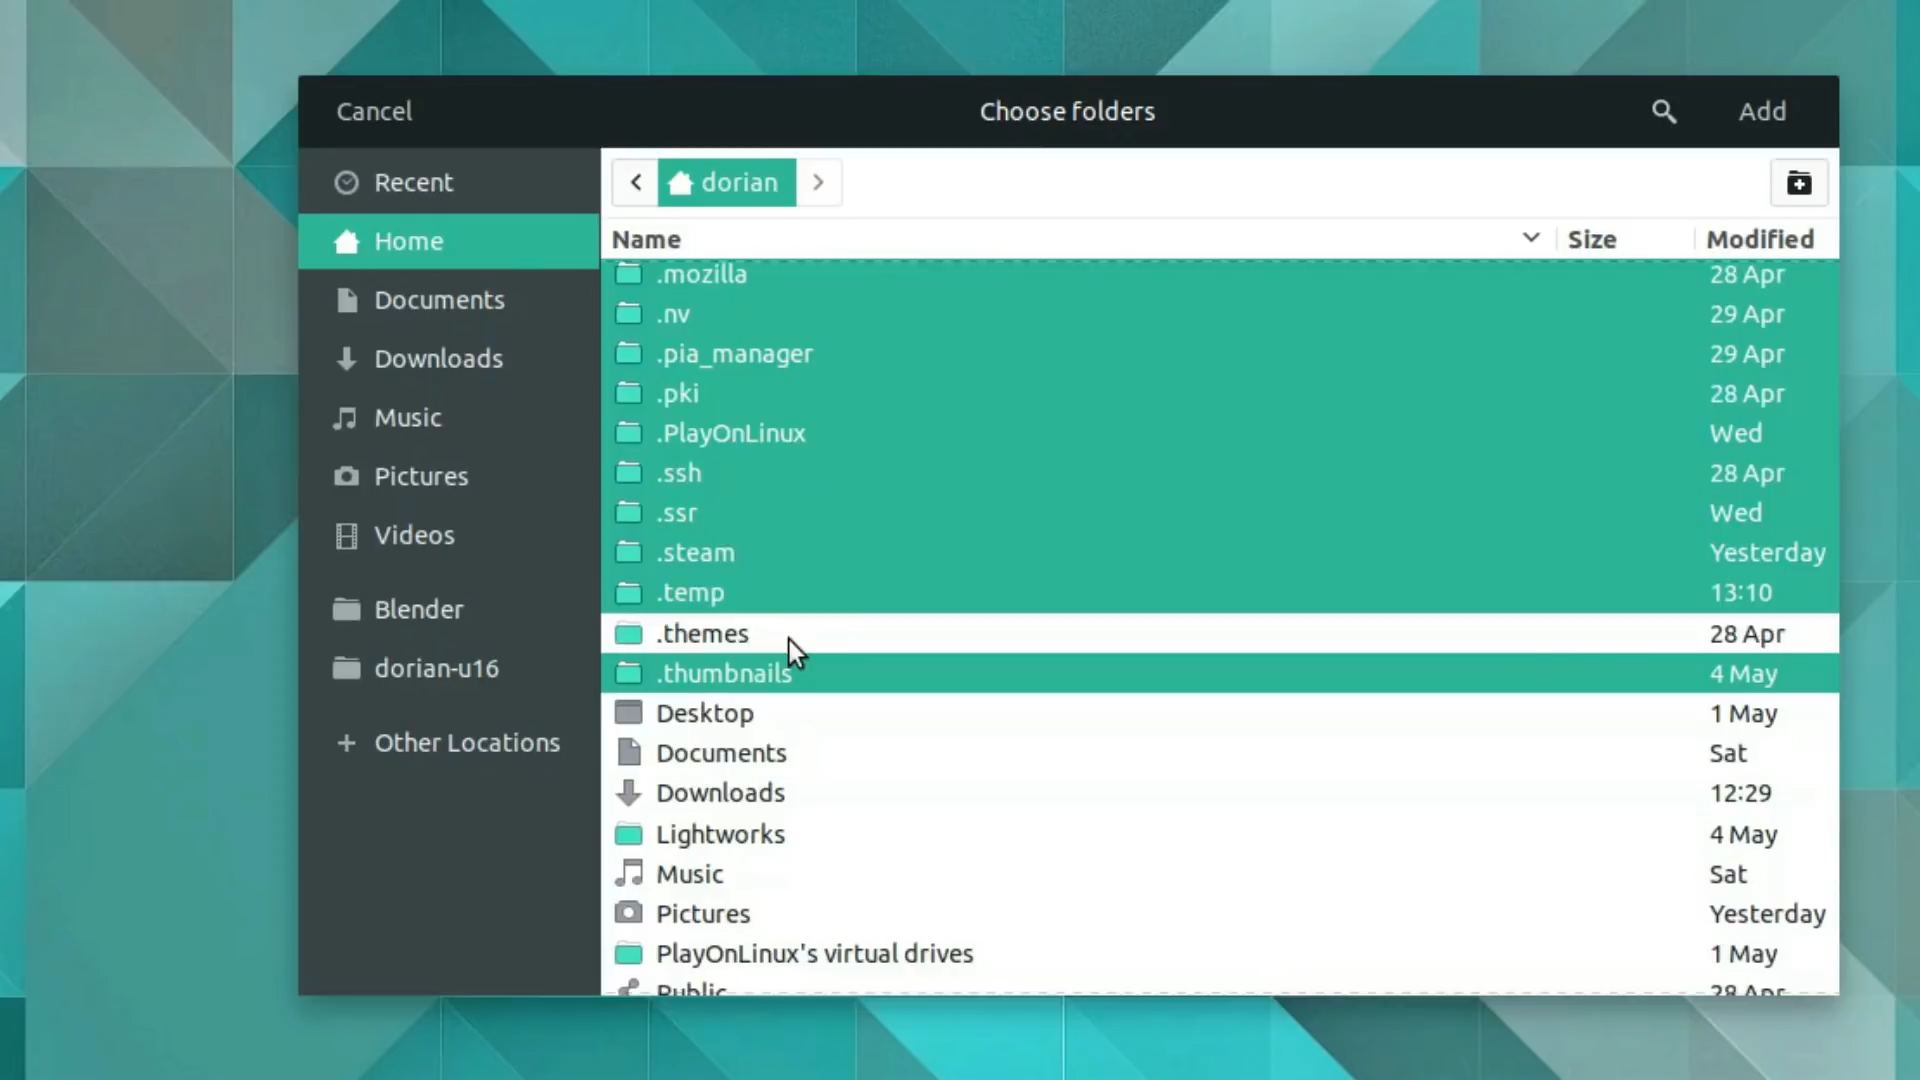 Cancel
Choose folders
Add
Recent
Home
Documents
Downloads
Music
Pictures
Videos
Blender
dorian-u16
Other Locations
dorian
Name Size Modified
.mozilla 28 Apr
.nv 29 Apr
.pia_manager 29 Apr
.pki 28 Apr
.PlayOnLinux Wed
.ssh 28 Apr
.ssr Wed
.steam Yesterday
.temp 13:10
.themes 28 Apr
.thumbnails 4 May
Desktop 1 May
Documents Sat
Downloads 12:29
Lightworks 4 May
Music Sat
Pictures Yesterday
PlayOnLinux's virtual drives 1 May
Public 28 Apr